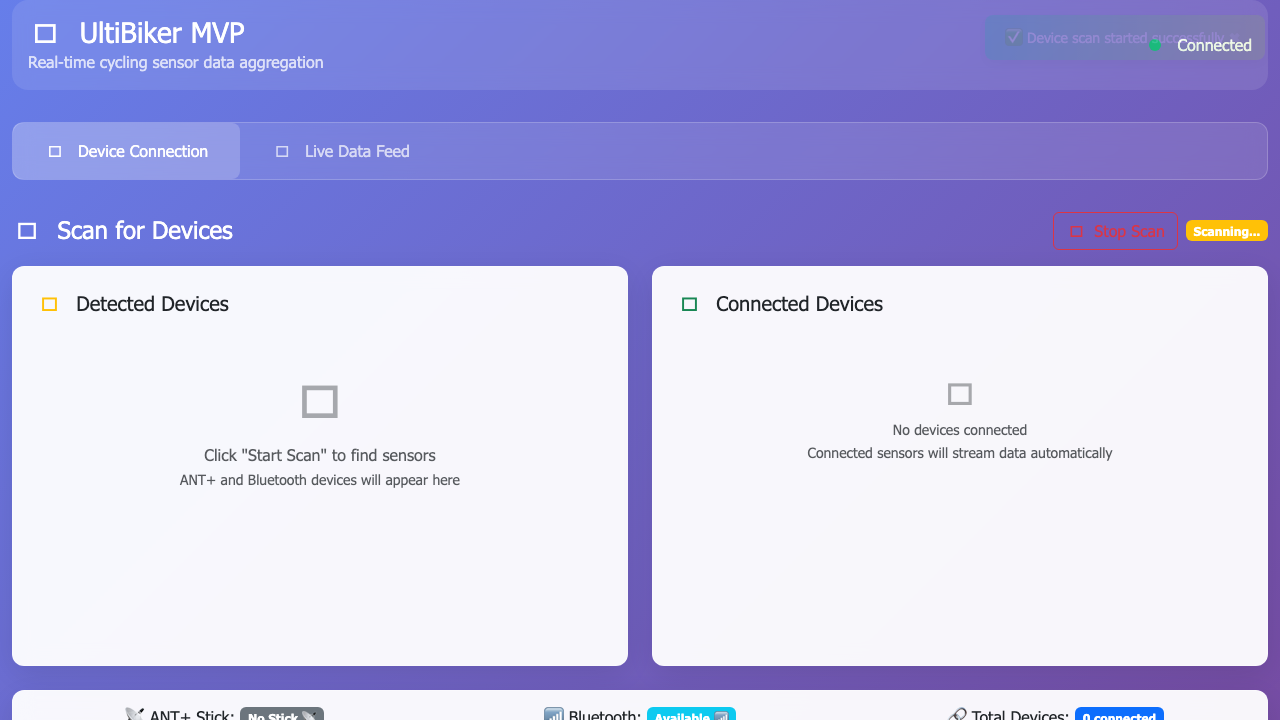 UltiBiker MVP
Real-time cycling sensor data aggregation
Device scan started successfully
Connected
Device Connection
Live Data Feed
Scan for Devices
Stop Scan
Scanning...
Detected Devices
Click "Start Scan" to find sensors
ANT+ and Bluetooth devices will appear here
Connected Devices
No devices connected
Connected sensors will stream data automatically
ANT+ Stick: No Stick
Bluetooth: Available
Total Devices: 0 connected